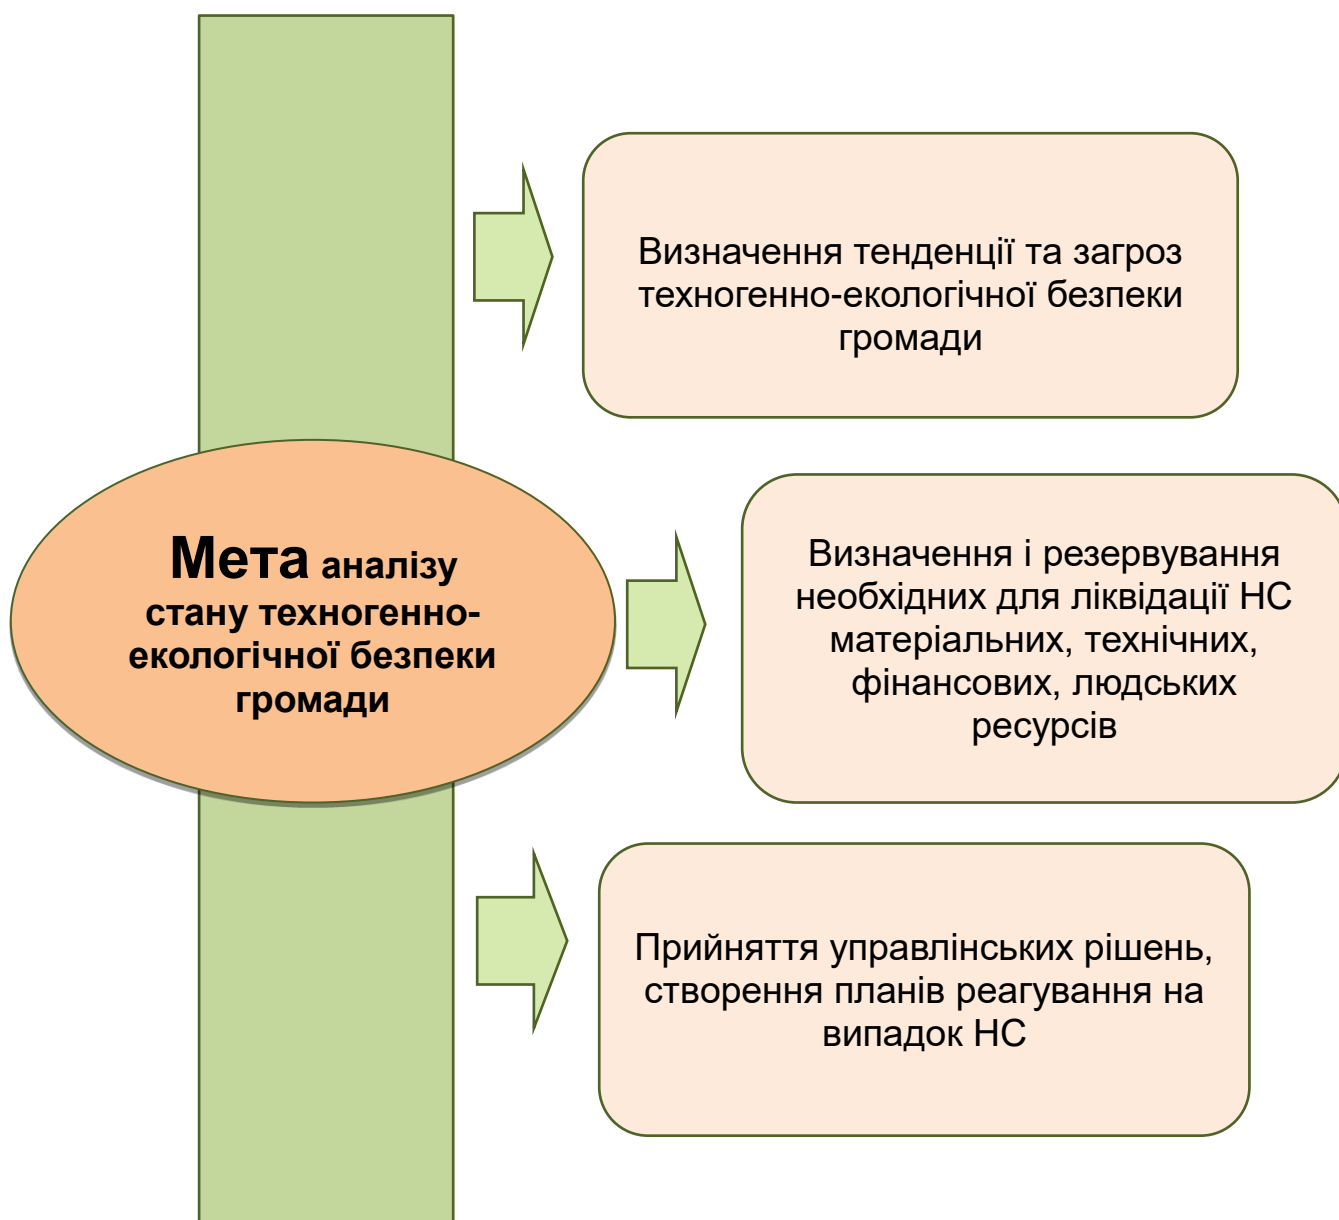 Визначення тенденції та загроз
техногенно-екологічної безпеки
громади
Мета аналізу
стану техногенно-
екологічної безпеки
громади
Визначення і резервування
необхідних для ліквідації НС
матеріальних, технічних,
фінансових, людських
ресурсів
Прийняття управлінських рішень,
створення планів реагування на
випадок НС